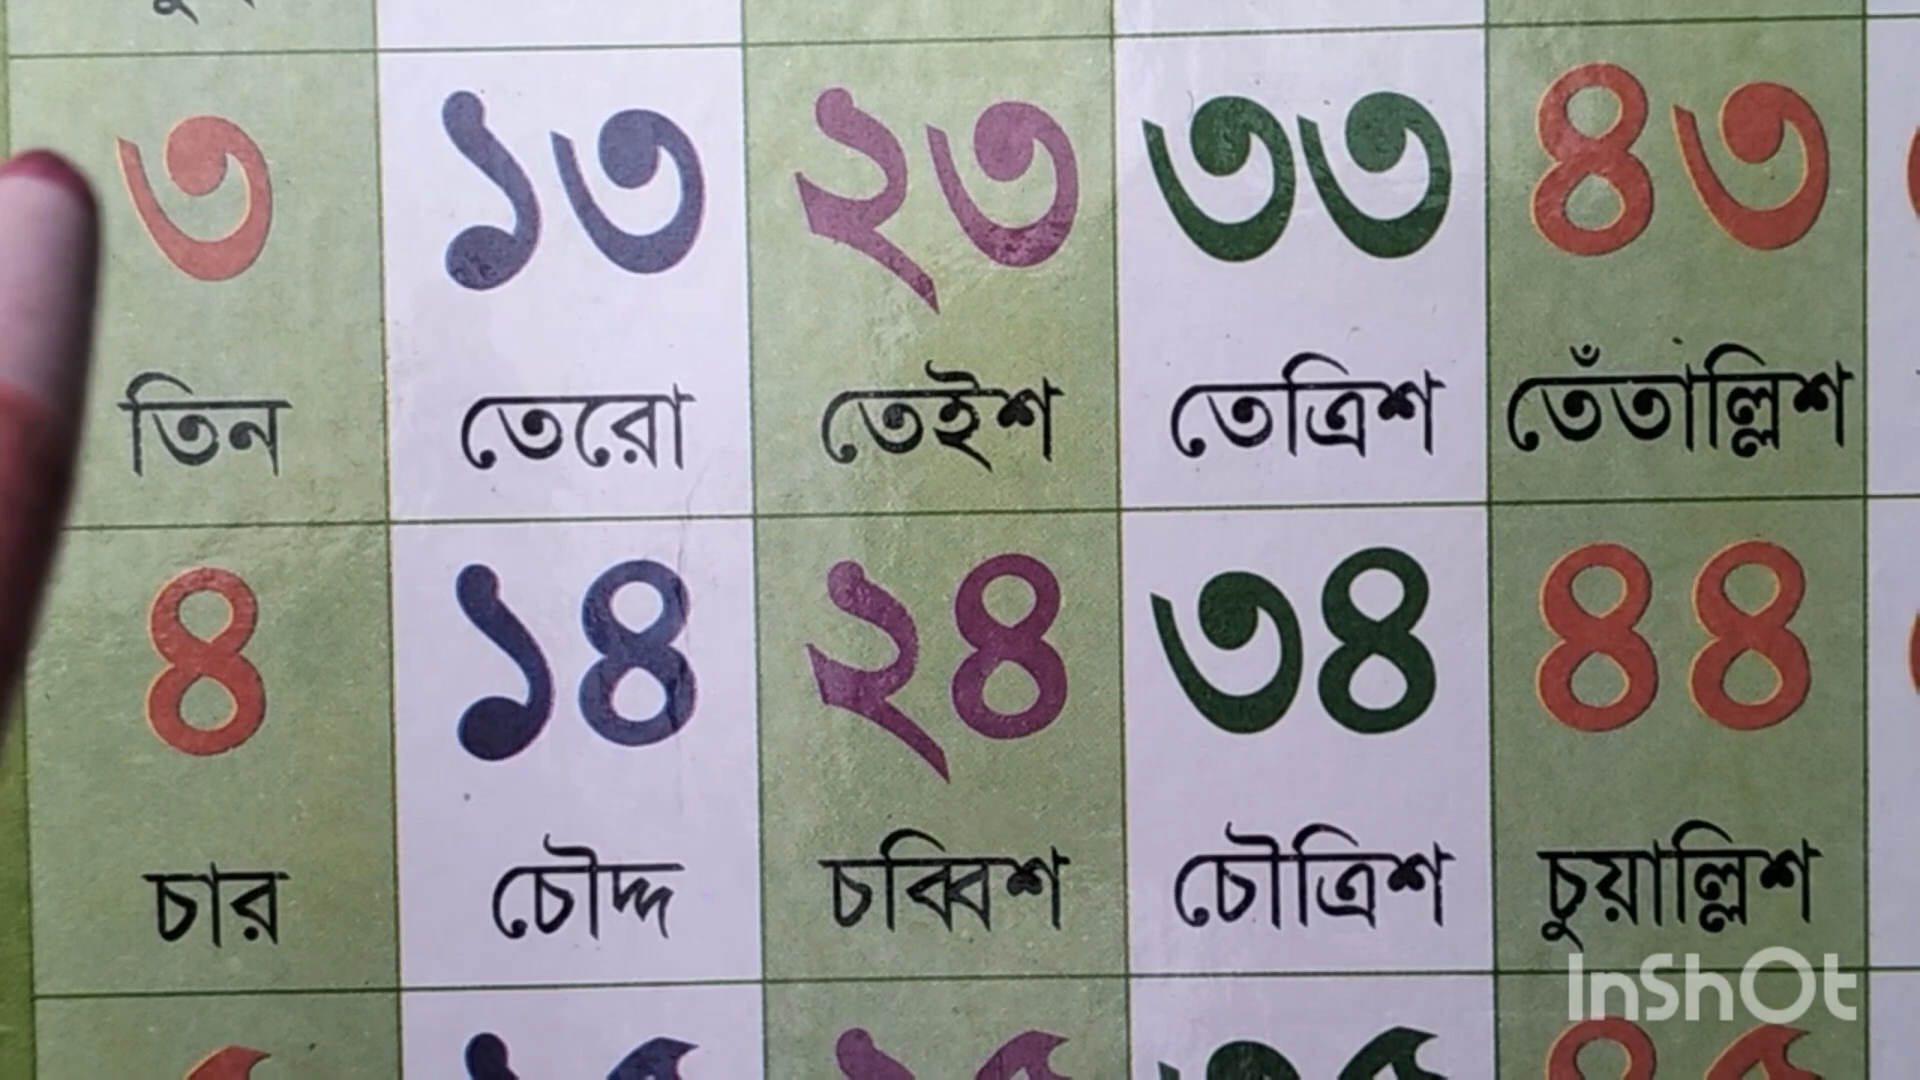 ৩ ১৩ ২৩ ৩৩ ৪৩
তিন তেরো তেইশ তেত্রিশ তেঁতাল্লিশ
৪ ১৪ ২৪ ৩৪ ৪৪
চার চৌদ্দ চব্বিশ চৌত্রিশ চুয়াল্লিশ
InShOt